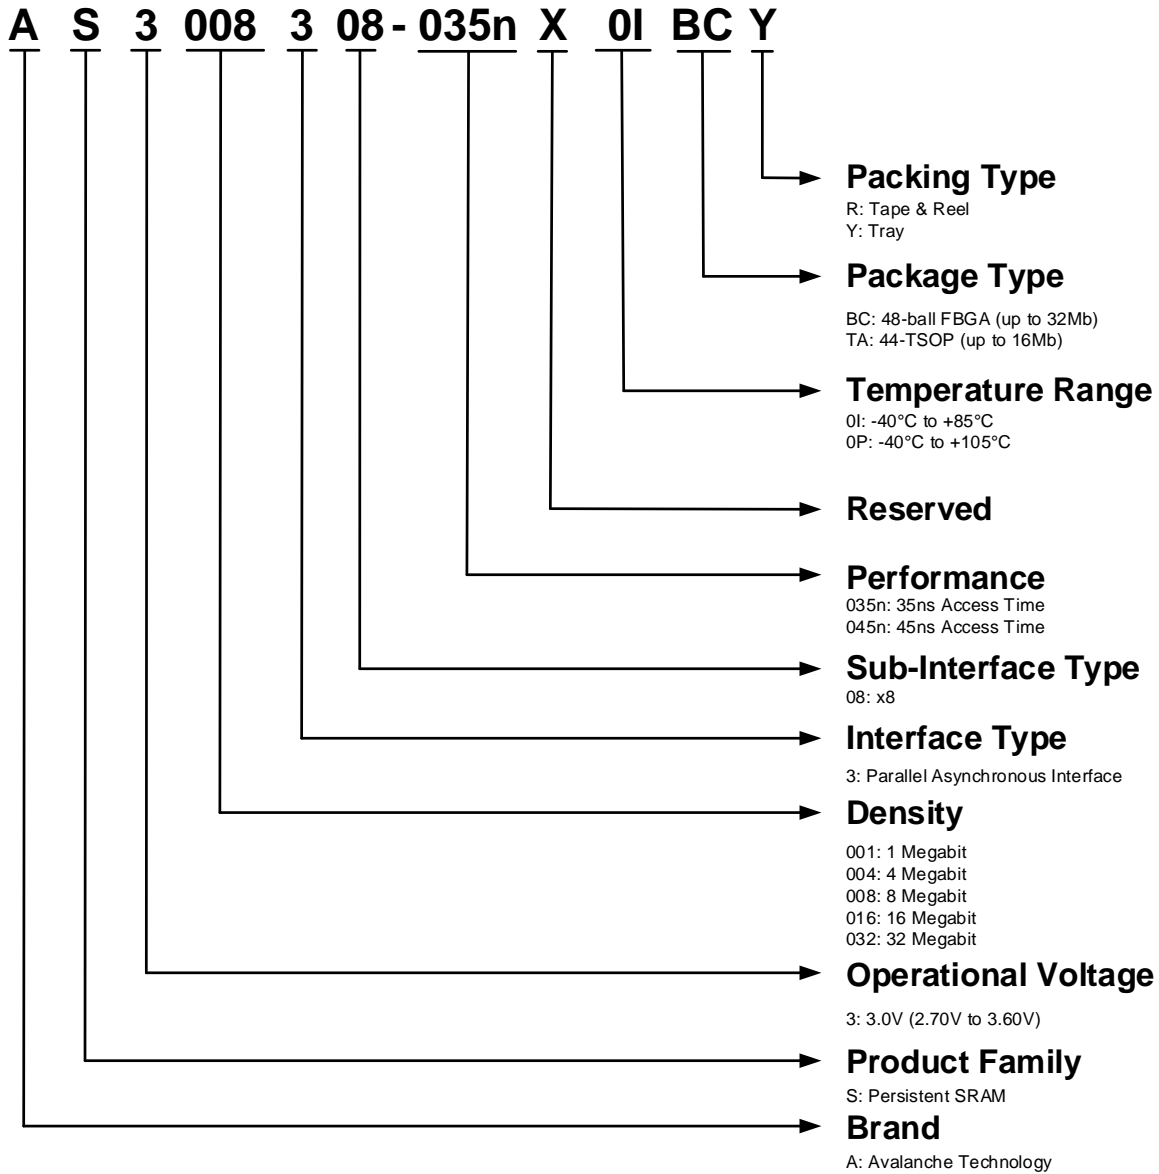 A S 3 008 3 08 - 035n X 0I BC Y
Packing Type
R: Tape & Reel
Y: Tray
Package Type
BC: 48-ball FBGA (up to 32Mb)
TA: 44-TSOP (up to 16Mb)
Temperature Range
0I: -40°C to +85°C
0P: -40°C to +105°C
Reserved
Performance
035n: 35ns Access Time
045n: 45ns Access Time
Sub-Interface Type
08: x8
Interface Type
3: Parallel Asynchronous Interface
Density
001: 1 Megabit
004: 4 Megabit
008: 8 Megabit
016: 16 Megabit
032: 32 Megabit
Operational Voltage
3: 3.0V (2.70V to 3.60V)
Product Family
S: Persistent SRAM
Brand
A: Avalanche Technology